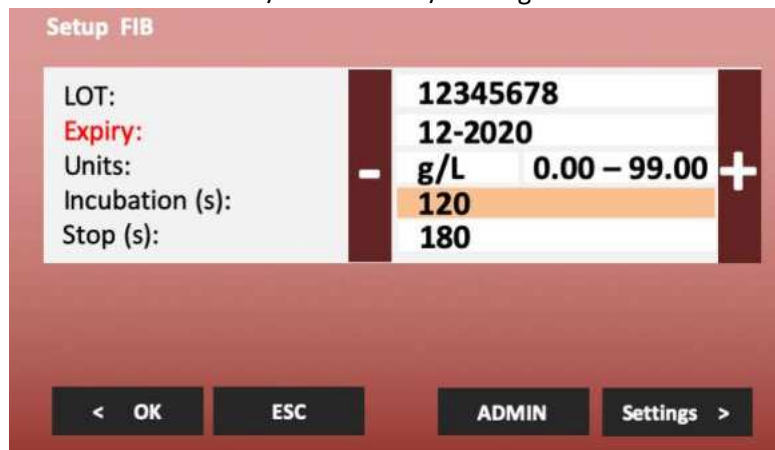 Setup FIB
LOT: 12345678
Expiry: 12-2020
Units: - g/L 0.00 – 99.00 +
Incubation (s): 120
Stop (s): 180
< OK ESC ADMIN Settings >